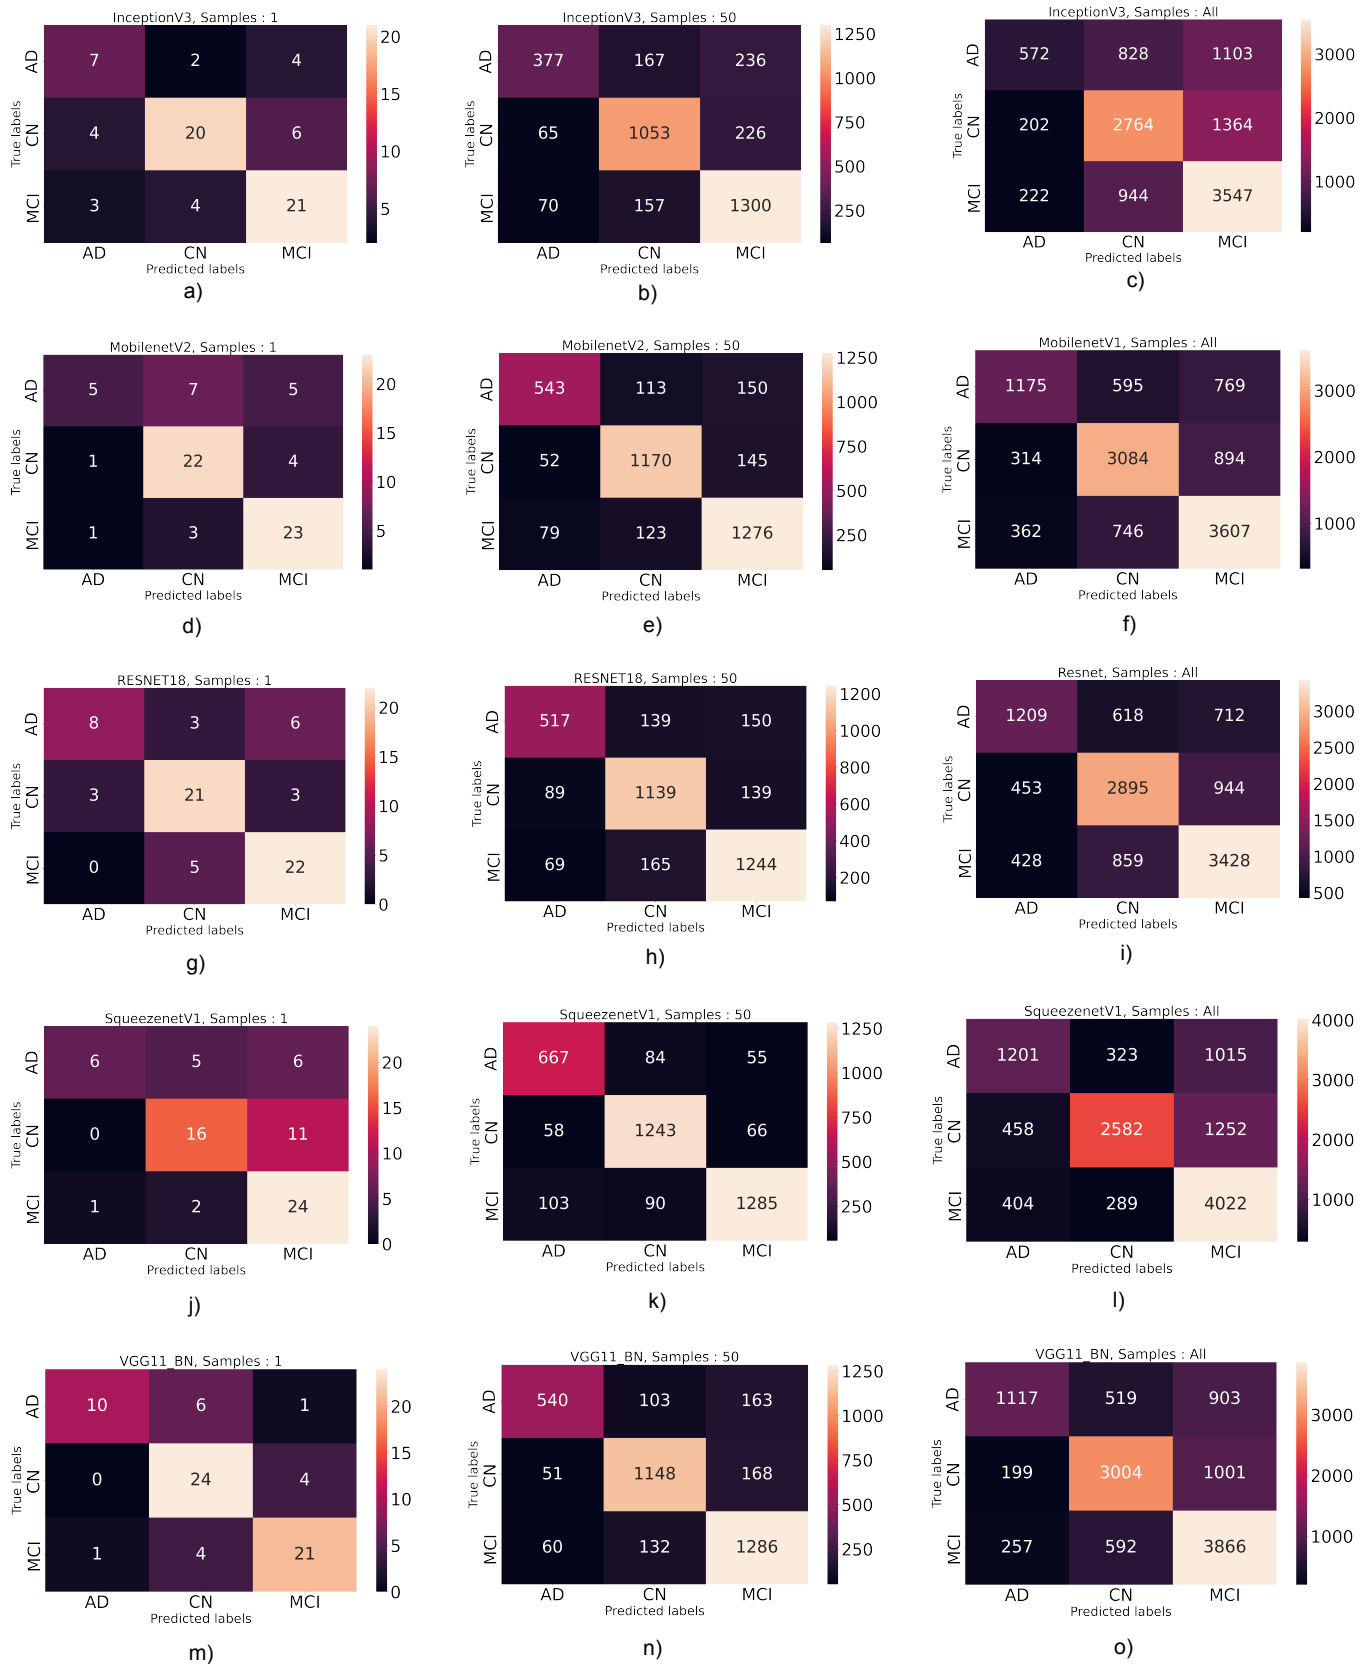 InceptionV3, Samples : 1
AD 7 2 4
CN 4 20 6
MCI 3 4 21
AD CN MCI
True labels
Predicted labels
20
15
10
5
a)
InceptionV3, Samples : 50
377 167 236
65 1053 226
70 157 1300
AD CN MCI
True labels
Predicted labels
1250
1000
750
500
250
b)
InceptionV3, Samples : All
AD 572 828 1103
CN 202 2764 1364
MCI 222 944 3547
AD CN MCI
True labels
Predicted labels
3000
2000
1000
c)
MobilenetV2, Samples : 1
AD 5 7 5
CN 1 22 4
MCI 1 3 23
AD CN MCI
True labels
Predicted labels
20
15
10
5
d)
MobilenetV2, Samples : 50
AD 543 113 150
CN 52 1170 145
MCI 79 123 1276
AD CN MCI
True labels
Predicted labels
1250
1000
750
500
250
e)
MobilenetV1, Samples : All
AD 1175 595 769
CN 314 3084 894
MCI 362 746 3607
AD CN MCI
True labels
Predicted labels
3000
2000
1000
f)
RESNET18, Samples : 1
AD 8 3 6
CN 3 21 3
MCI 0 5 22
AD CN MCI
True labels
Predicted labels
20
15
10
5
0
g)
RESNET18, Samples : 50
AD 517 139 150
CN 89 1139 139
MCI 69 165 1244
AD CN MCI
True labels
Predicted labels
1200
1000
800
600
400
200
h)
Resnet, Samples : All
AD 1209 618 712
CN 453 2895 944
MCI 428 859 3428
AD CN MCI
True labels
Predicted labels
3000
2500
2000
1500
1000
500
i)
SqueezenetV1, Samples : 1
AD 6 5 6
CN 0 16 11
MCI 1 2 24
AD CN MCI
True labels
Predicted labels
20
15
10
5
0
j)
SqueezenetV1, Samples : 50
AD 667 84 55
CN 58 1243 66
MCI 103 90 1285
AD CN MCI
True labels
Predicted labels
1250
1000
750
500
250
k)
SqueezenetV1, Samples : All
AD 1201 323 1015
CN 458 2582 1252
MCI 404 289 4022
AD CN MCI
True labels
Predicted labels
4000
3000
2000
1000
l)
VGG11_BN, Samples : 1
AD 10 6 1
CN 0 24 4
MCI 1 4 21
AD CN MCI
True labels
Predicted labels
20
15
10
5
0
m)
VGG11_BN, Samples : 50
AD 540 103 163
CN 51 1148 168
MCI 60 132 1286
AD CN MCI
True labels
Predicted labels
1250
1000
750
500
250
n)
VGG11_BN, Samples : All
AD 1117 519 903
CN 199 3004 1001
MCI 257 592 3866
AD CN MCI
True labels
Predicted labels
3000
2000
1000
o)